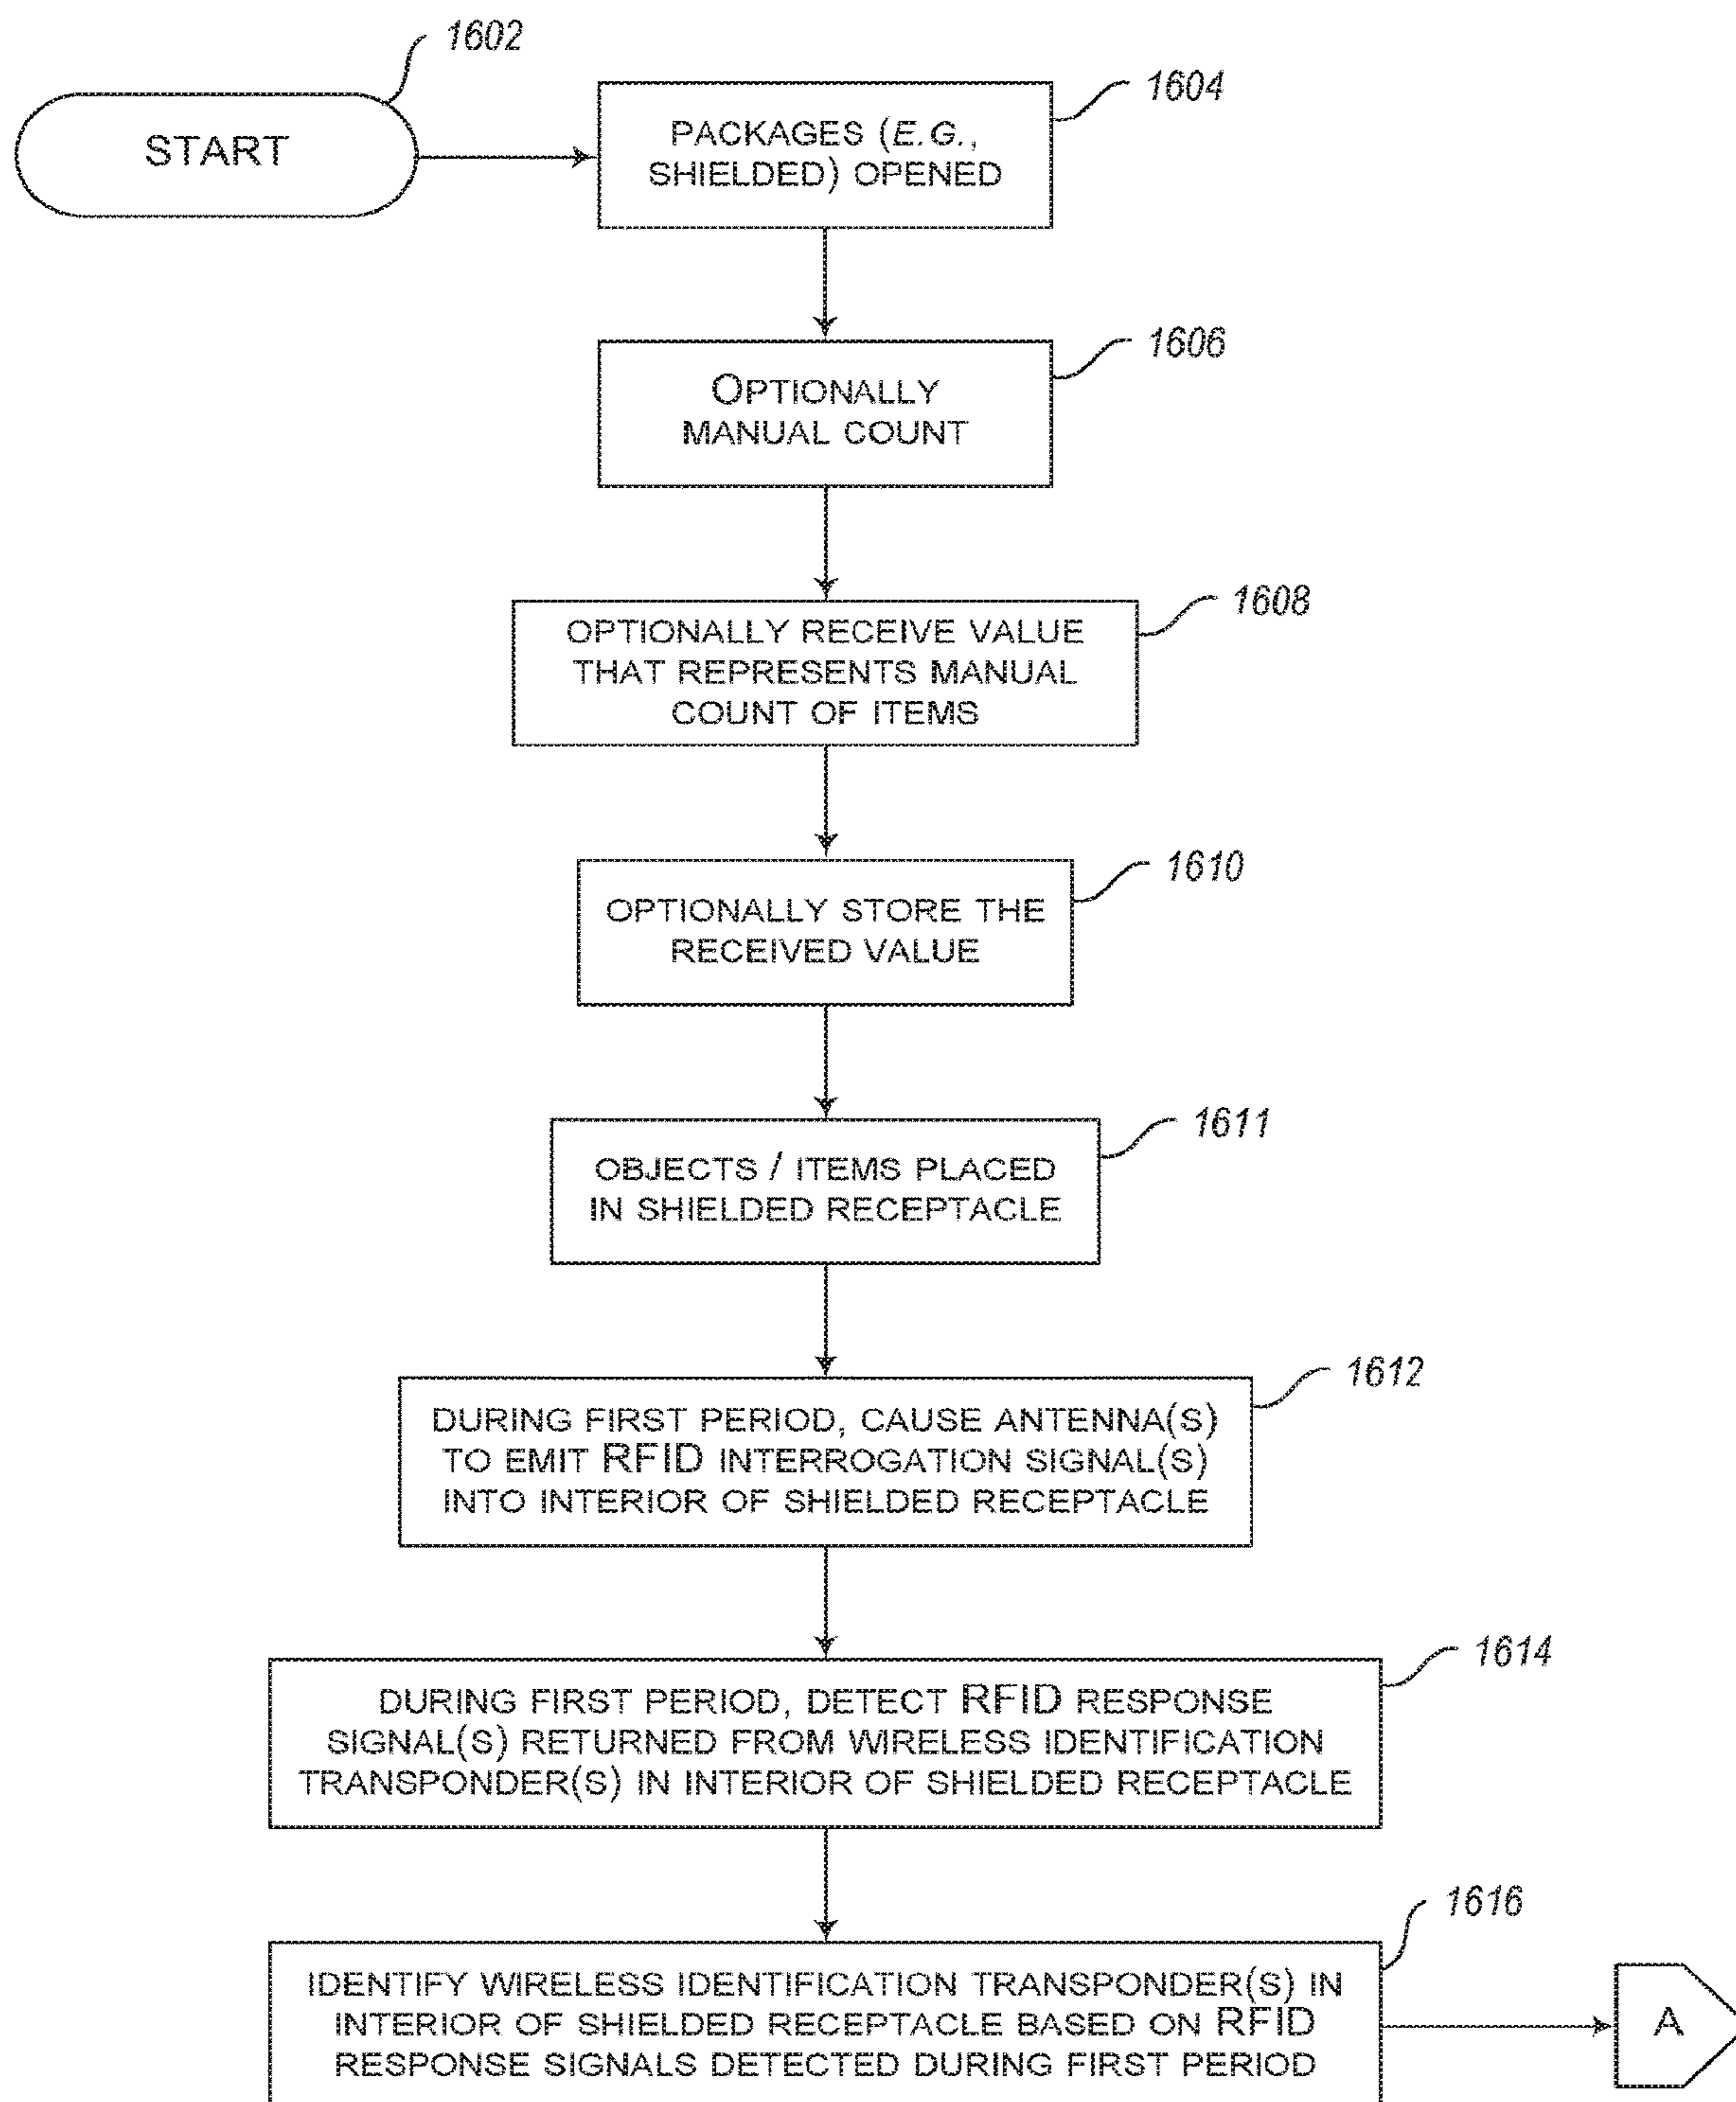 1602
START
1604
PACKAGES (E.G.,
SHIELDED) OPENED
1606
OPTIONALLY
MANUAL COUNT
1608
OPTIONALLY RECEIVE VALUE
THAT REPRESENTS MANUAL
COUNT OF ITEMS
1610
OPTIONALLY STORE THE
RECEIVED VALUE
1611
OBJECTS / ITEMS PLACED
IN SHIELDED RECEPTACLE
1612
DURING FIRST PERIOD, CAUSE ANTENNA(S)
TO EMIT RFID INTERROGATION SIGNAL(S)
INTO INTERIOR OF SHIELDED RECEPTACLE
1614
DURING FIRST PERIOD, DETECT RFID RESPONSE
SIGNAL(S) RETURNED FROM WIRELESS IDENTIFICATION
TRANSPONDER(S) IN INTERIOR OF SHIELDED RECEPTACLE
1616
IDENTIFY WIRELESS IDENTIFICATION TRANSPONDER(S) IN
INTERIOR OF SHIELDED RECEPTACLE BASED ON RFID
RESPONSE SIGNALS DETECTED DURING FIRST PERIOD
A